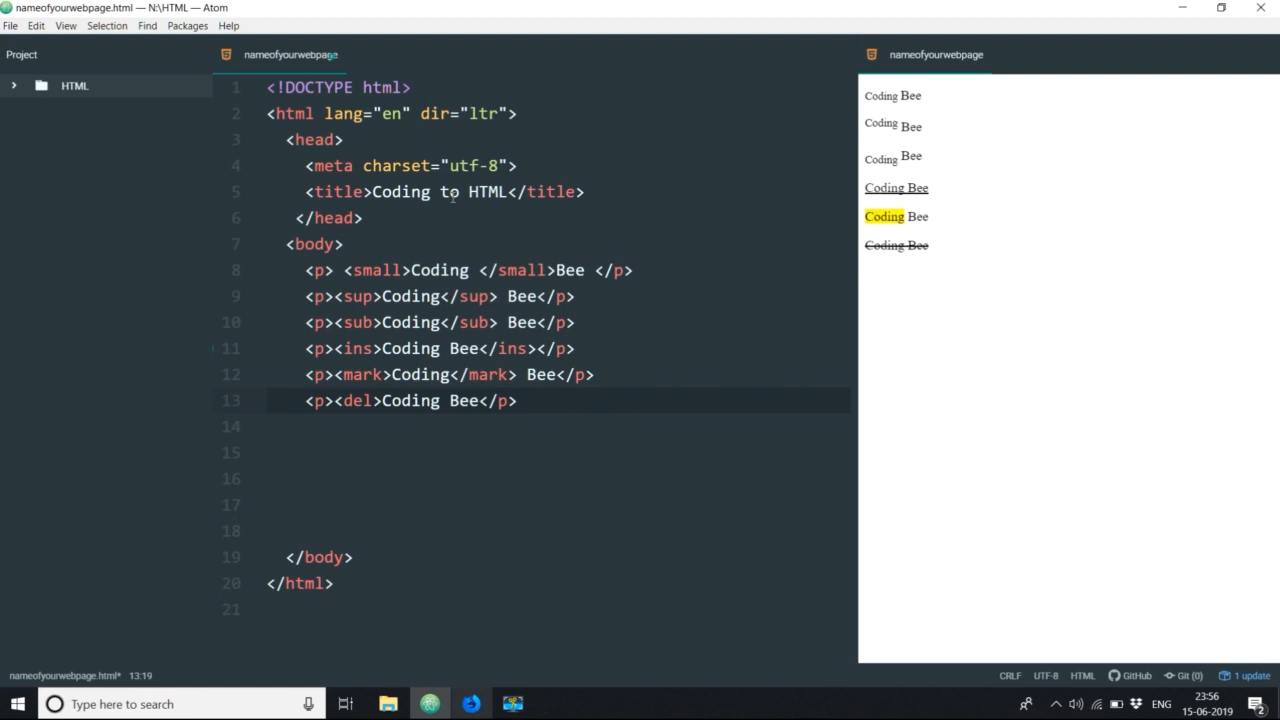 nameofyourwebpage.html — N:\HTML — Atom
File Edit View Selection Find Packages Help
Project
HTML
nameofyourwebpage
1 <!DOCTYPE html>
2 <html lang="en" dir="ltr">
3 <head>
4 <meta charset="utf-8">
5 <title>Coding to HTML</title>
6 </head>
7 <body>
8 <p> <small>Coding </small>Bee </p>
9 <p><sup>Coding</sup> Bee</p>
10 <p><sub>Coding</sub> Bee</p>
11 <p><ins>Coding Bee</ins></p>
12 <p><mark>Coding</mark> Bee</p>
13 <p><del>Coding Bee</p>
14
15
16
17
18
19 </body>
20 </html>
21
nameofyourwebpage
Coding Bee
Coding Bee
Coding Bee
Coding Bee
Coding Bee
Coding Bee
nameofyourwebpage.html* 13:19
CRLF UTF-8 HTML GitHub Git (0) 1 update
Type here to search
ENG
23:56
15-06-2019
2